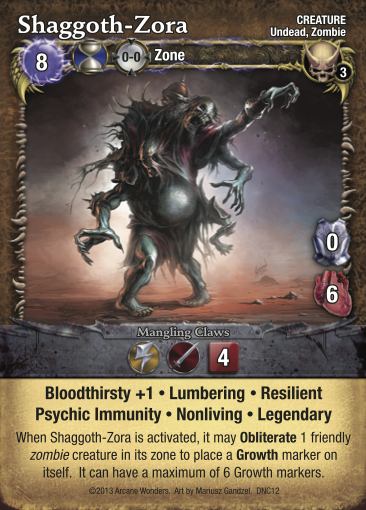 Shaggoth-Zora
CREATURE
Undead, Zombie
8
0-0
Zone
3
0
6
Mangling Claws
4
Bloodthirsty +1 • Lumbering • Resilient
Psychic Immunity • Nonliving • Legendary
When Shaggoth-Zora is activated, it may Obliterate 1 friendly
zombie creature in its zone to place a Growth marker on
itself. It can have a maximum of 6 Growth markers.
©2013 Arcane Wonders. Art by Mariusz Gandzel. DNC12